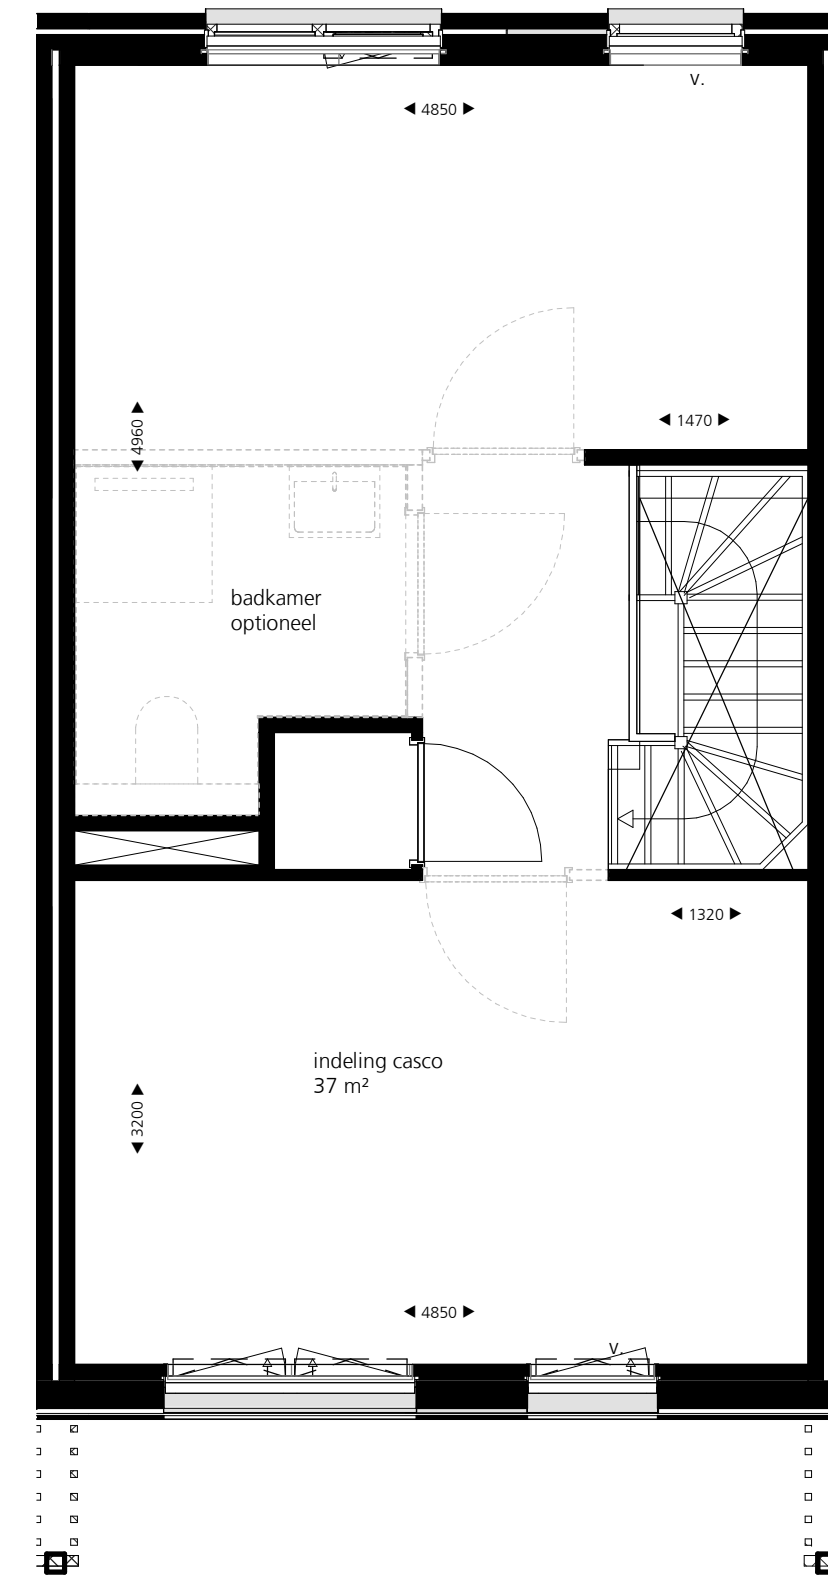 v.
4850
1470
4960
badkamer
optioneel
1320
indeling casco
37 m²
3200
4850
v.